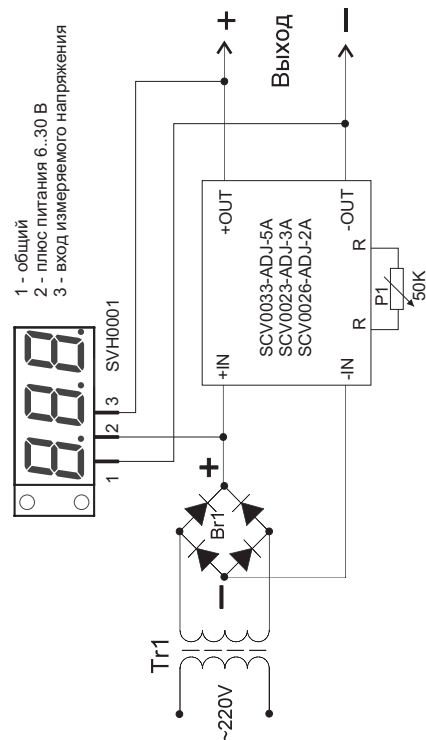 1 - общий
2 - плюс питания 6..30 В
3 - вход измеряемого напряжения
SVH0001
1
2
3
Tr1
~220V
Br1
+
−
+IN
-IN
SCV0033-ADJ-5A
SCV0023-ADJ-3A
SCV0026-ADJ-2A
+OUT
-OUT
R
R
P1
50K
+
Выход
−